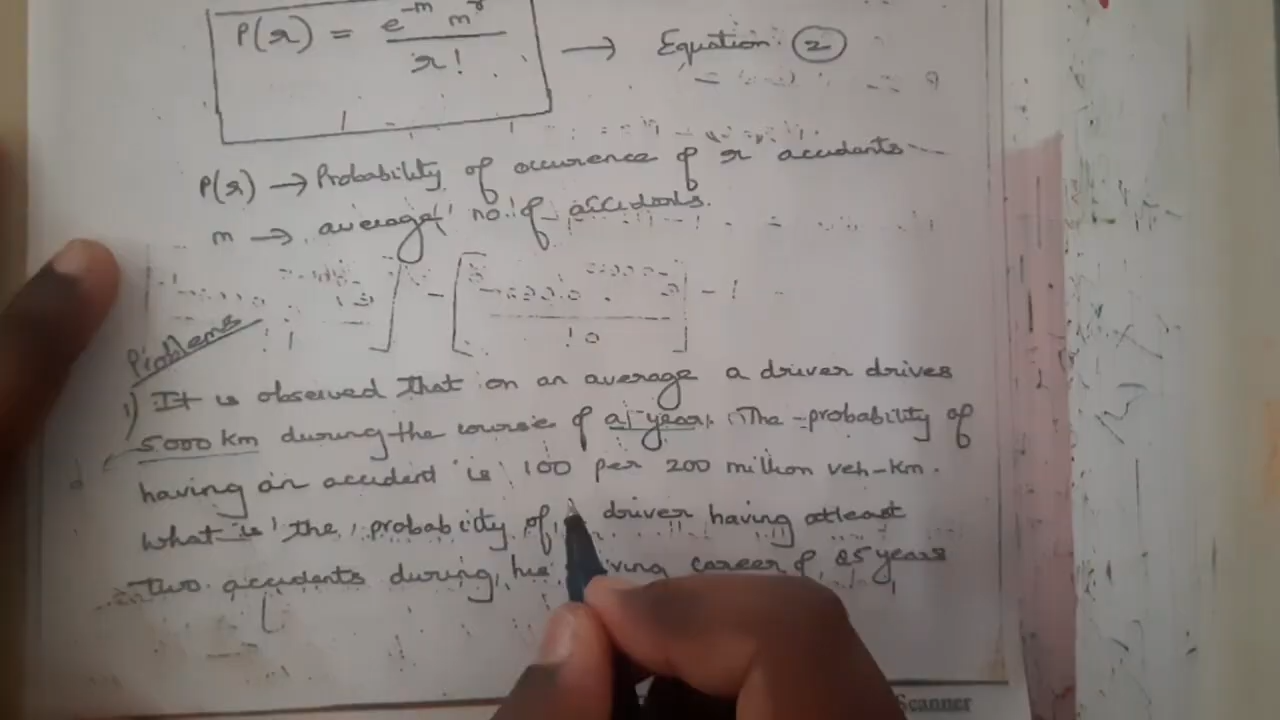 P(r) = e^-m m^r / r! → Equation (2)
P(r) → Probability of occurence of "r" accidents
m → average no. of accidents.
Problems
1) It is observed that on an average a driver drives
5000 km during the course of a year. The probability of
having an accident is 100 per 200 million veh-km.
What is the probability of driver having atleast
two accidents during his driving career of 25 years
Scanner